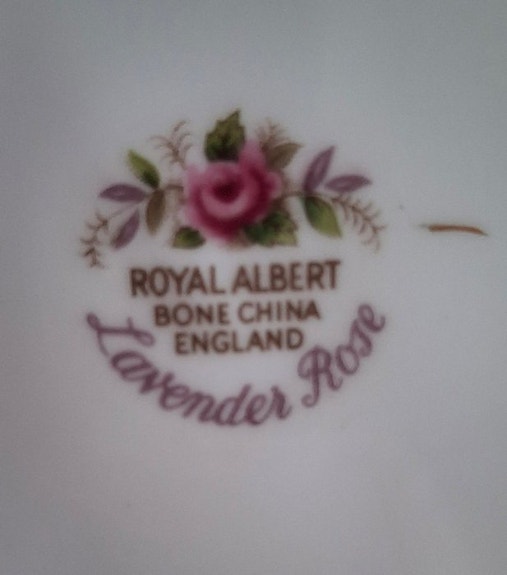 ROYAL ALBERT
BONE CHINA
ENGLAND
Lavender Rose